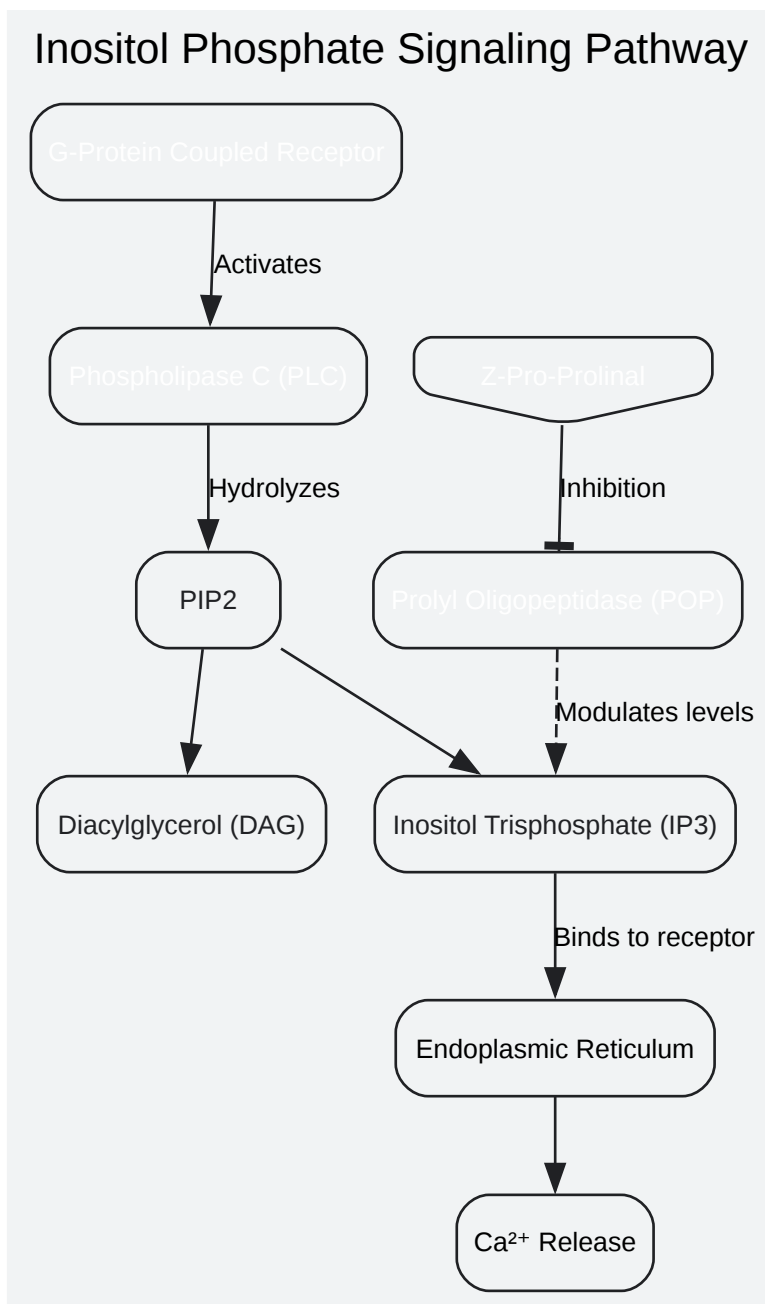 Inositol Phosphate Signaling Pathway
G-Protein Coupled Receptor
Activates
Phospholipase C (PLC)
Z-Pro-Prolinal
Hydrolyzes
Inhibition
PIP2
Prolyl Oligopeptidase (POP)
Modulates levels
Diacylglycerol (DAG)
Inositol Trisphosphate (IP3)
Binds to receptor
Endoplasmic Reticulum
Ca²⁺ Release